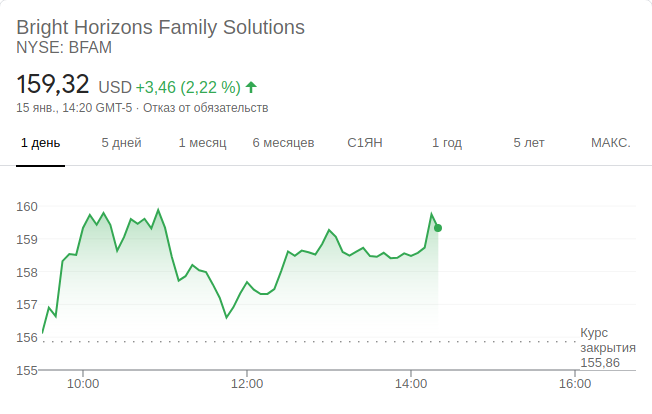 Bright Horizons Family Solutions
NYSE: BFAM
159,32 USD +3,46 (2,22 %)
15 янв., 14:20 GMT-5 · Отказ от обязательств
1 день 5 дней 1 месяц 6 месяцев С1ЯН 1 год 5 лет МАКС.
160
159
158
157
156
155
Курс
закрытия
155,86
10:00 12:00 14:00 16:00